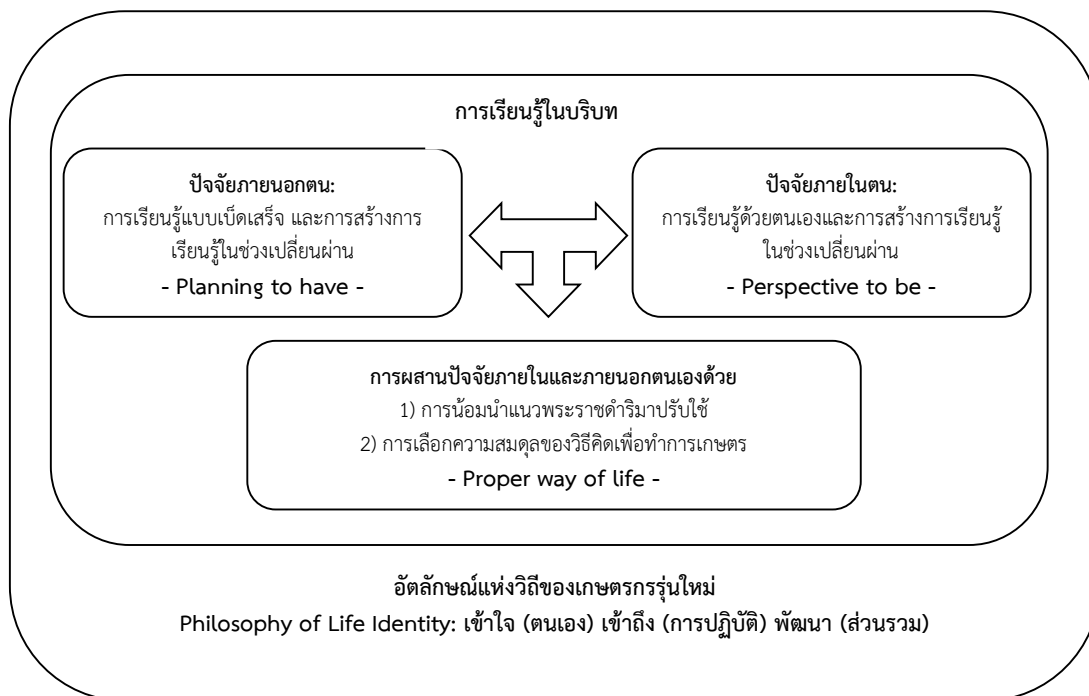 การเรียนรู้ในบริบท
ปัจจัยภายนอกตน:
การเรียนรู้แบบเบ็ดเสร็จ และการสร้างการ
เรียนรู้ในช่วงเปลี่ยนผ่าน
- Planning to have -
ปัจจัยภายในตน:
การเรียนรู้ด้วยตนเองและการสร้างการเรียนรู้
ในช่วงเปลี่ยนผ่าน
- Perspective to be -
การผสานปัจจัยภายในและภายนอกตนเองด้วย
1) การน้อมนำแนวพระราชดำริมาปรับใช้
2) การเลือกความสมดุลของวิธีคิดเพื่อทำการเกษตร
- Proper way of life -
อัตลักษณ์แห่งวิถีของเกษตรกรรุ่นใหม่
Philosophy of Life Identity: เข้าใจ (ตนเอง) เข้าถึง (การปฏิบัติ) พัฒนา (ส่วนรวม)